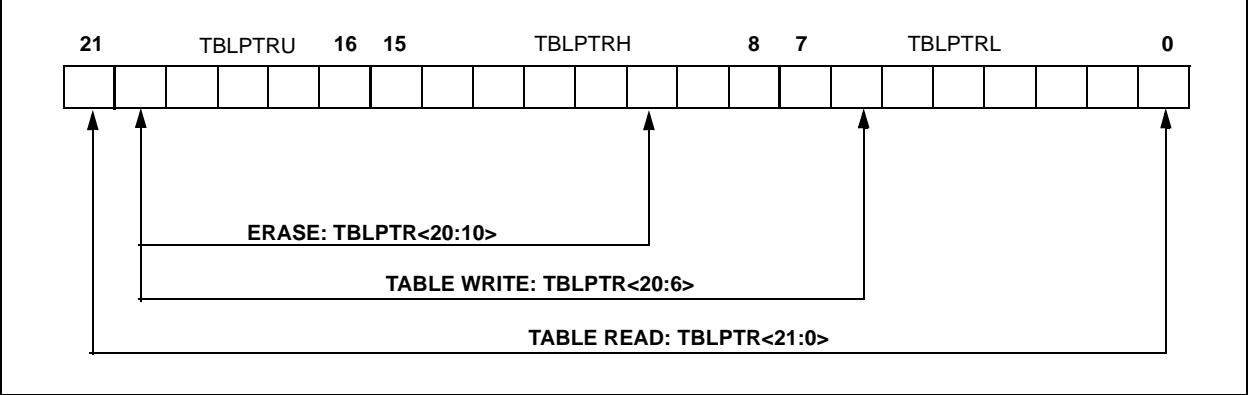 21 TBLPTRU 16 15 TBLPTRH 8 7 TBLPTRL 0
ERASE: TBLPTR<20:10>
TABLE WRITE: TBLPTR<20:6>
TABLE READ: TBLPTR<21:0>